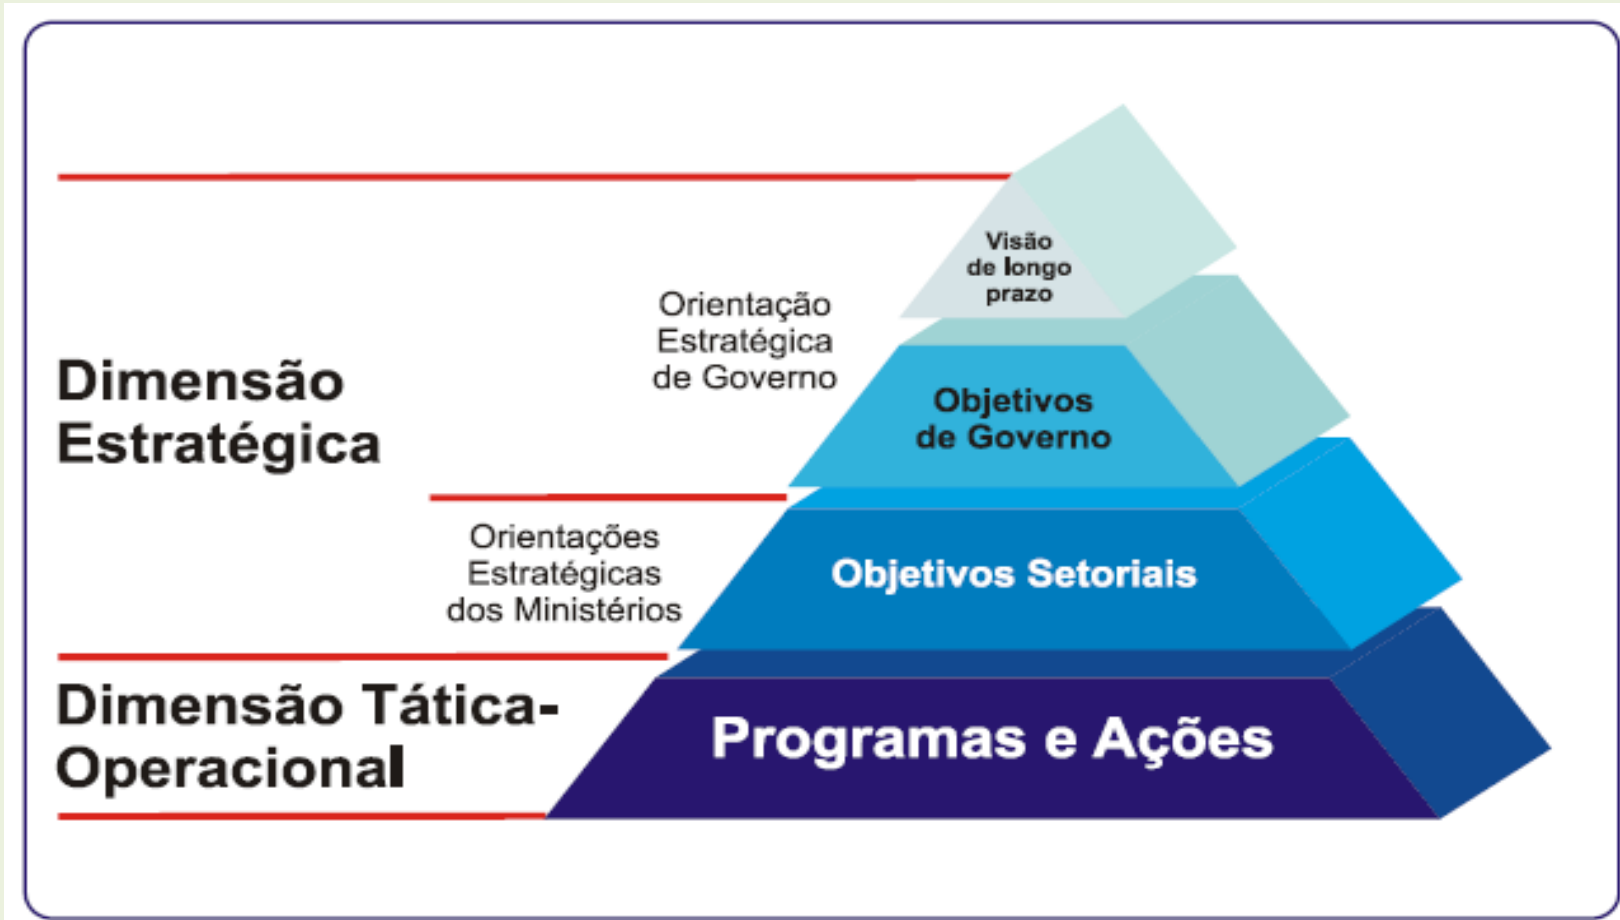 Visão
de longo
prazo
Orientação
Estratégica
de Governo
Dimensão
Estratégica
Objetivos
de Governo
Orientações
Estratégicas
dos Ministérios
Objetivos Setoriais
Dimensão Tática-
Operacional
Programas e Ações